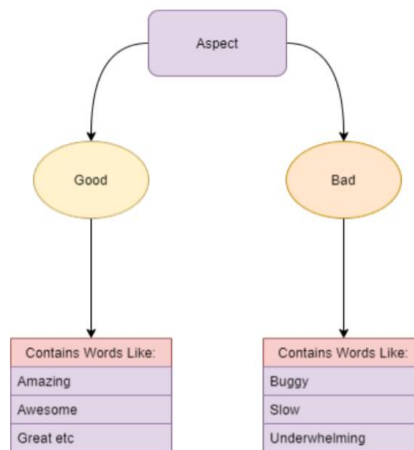 Aspect
Good
Bad
Contains Words Like:
Amazing
Awesome
Great etc
Contains Words Like:
Buggy
Slow
Underwhelming